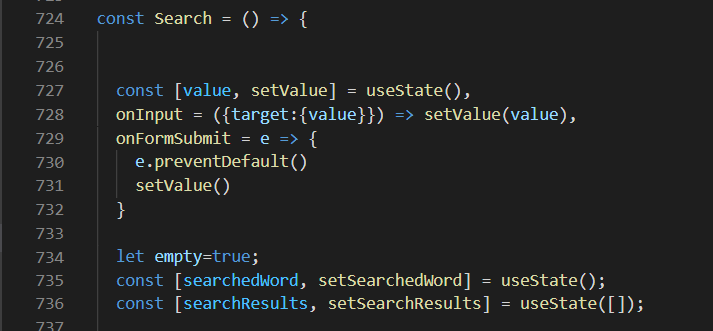 724 const Search = () => {
725
726
727 const [value, setValue] = useState(),
728 onInput = ({target:{value}}) => setValue(value),
729 onFormSubmit = e => {
730 e.preventDefault()
731 setValue()
732 }
733
734 let empty=true;
735 const [searchedWord, setSearchedWord] = useState();
736 const [searchResults, setSearchResults] = useState([]);
737